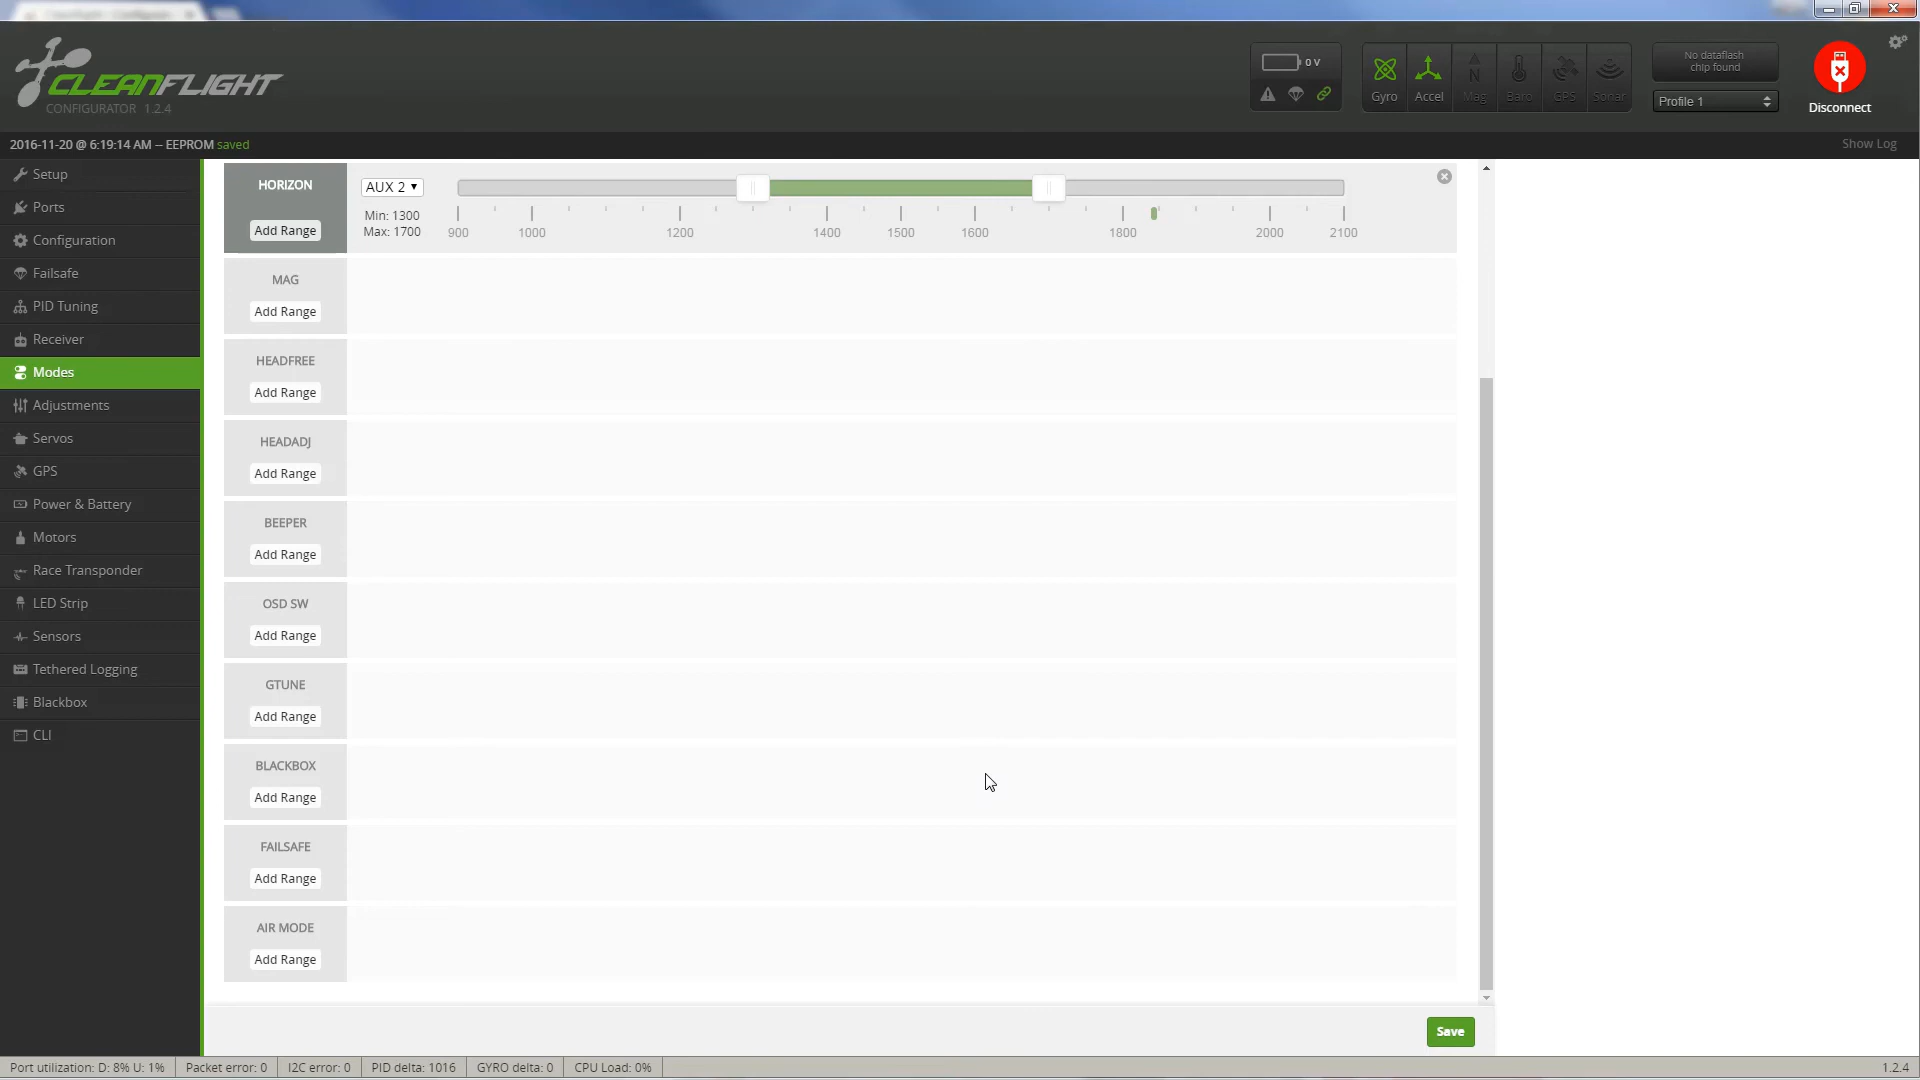 CLEANFLIGHT
CONFIGURATOR 1.2.4
0 V
Gyro Accel Mag Baro GPS Sonar
No dataflash
chip found
Profile 1
Disconnect
2016-11-20 @ 6:19:14 AM -- EEPROM saved
Show Log
Setup
Ports
Configuration
Failsafe
PID Tuning
Receiver
Modes
Adjustments
Servos
GPS
Power & Battery
Motors
Race Transponder
LED Strip
Sensors
Tethered Logging
Blackbox
CLI
HORIZON
Add Range
AUX 2
Min: 1300
Max: 1700
900 1000 1200 1400 1500 1600 1800 2000 2100
MAG
Add Range
HEADFREE
Add Range
HEADADJ
Add Range
BEEPER
Add Range
OSD SW
Add Range
GTUNE
Add Range
BLACKBOX
Add Range
FAILSAFE
Add Range
AIR MODE
Add Range
Save
Port utilization: D: 8% U: 1% Packet error: 0 I2C error: 0 PID delta: 1016 GYRO delta: 0 CPU Load: 0% 1.2.4